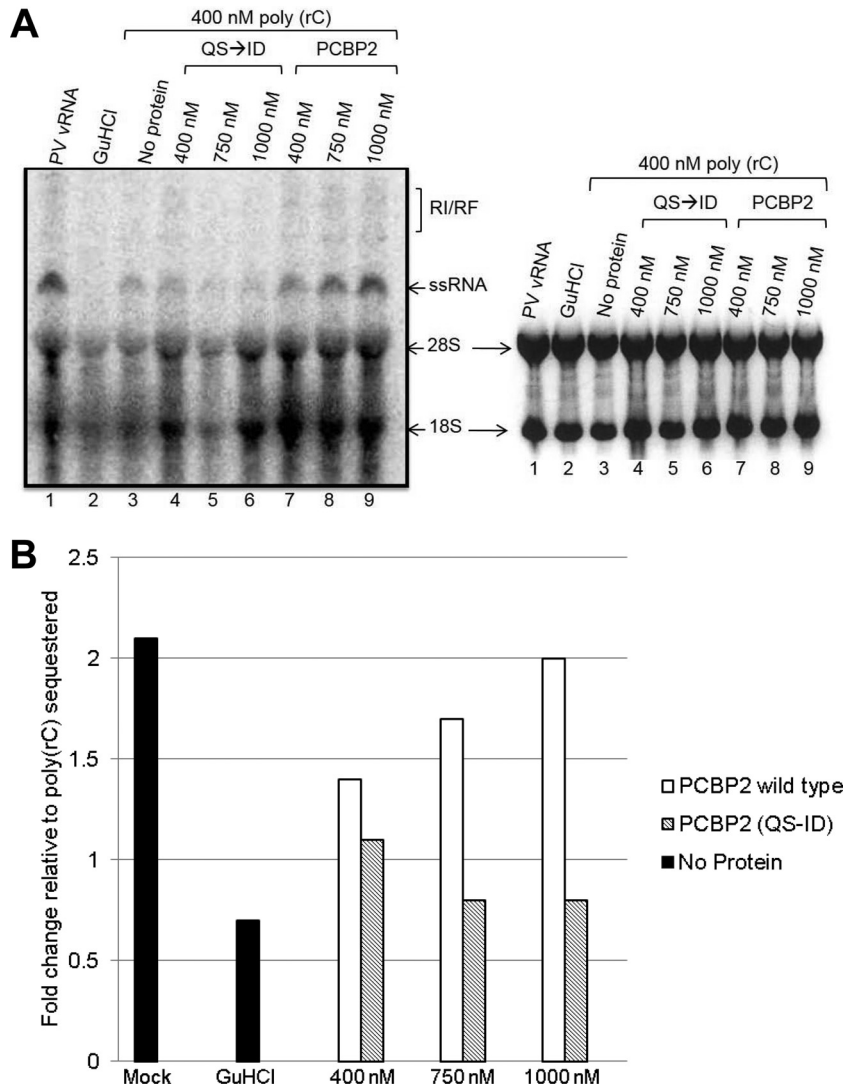 A
400 nM poly (rC)
QS→ID PCBP2
PV vRNA GuHCl No protein 400 nM 750 nM 1000 nM 400 nM 750 nM 1000 nM
RI/RF
ssRNA
28S
18S
1 2 3 4 5 6 7 8 9
400 nM poly (rC)
QS→ID PCBP2
PV vRNA GuHCl No protein 400 nM 750 nM 1000 nM 400 nM 750 nM 1000 nM
1 2 3 4 5 6 7 8 9
B
Fold change relative to poly(rC) sequestered
2.5
2
1.5
1
0.5
0
Mock GuHCl 400 nM 750 nM 1000 nM
PCBP2 wild type
PCBP2 (QS-ID)
No Protein